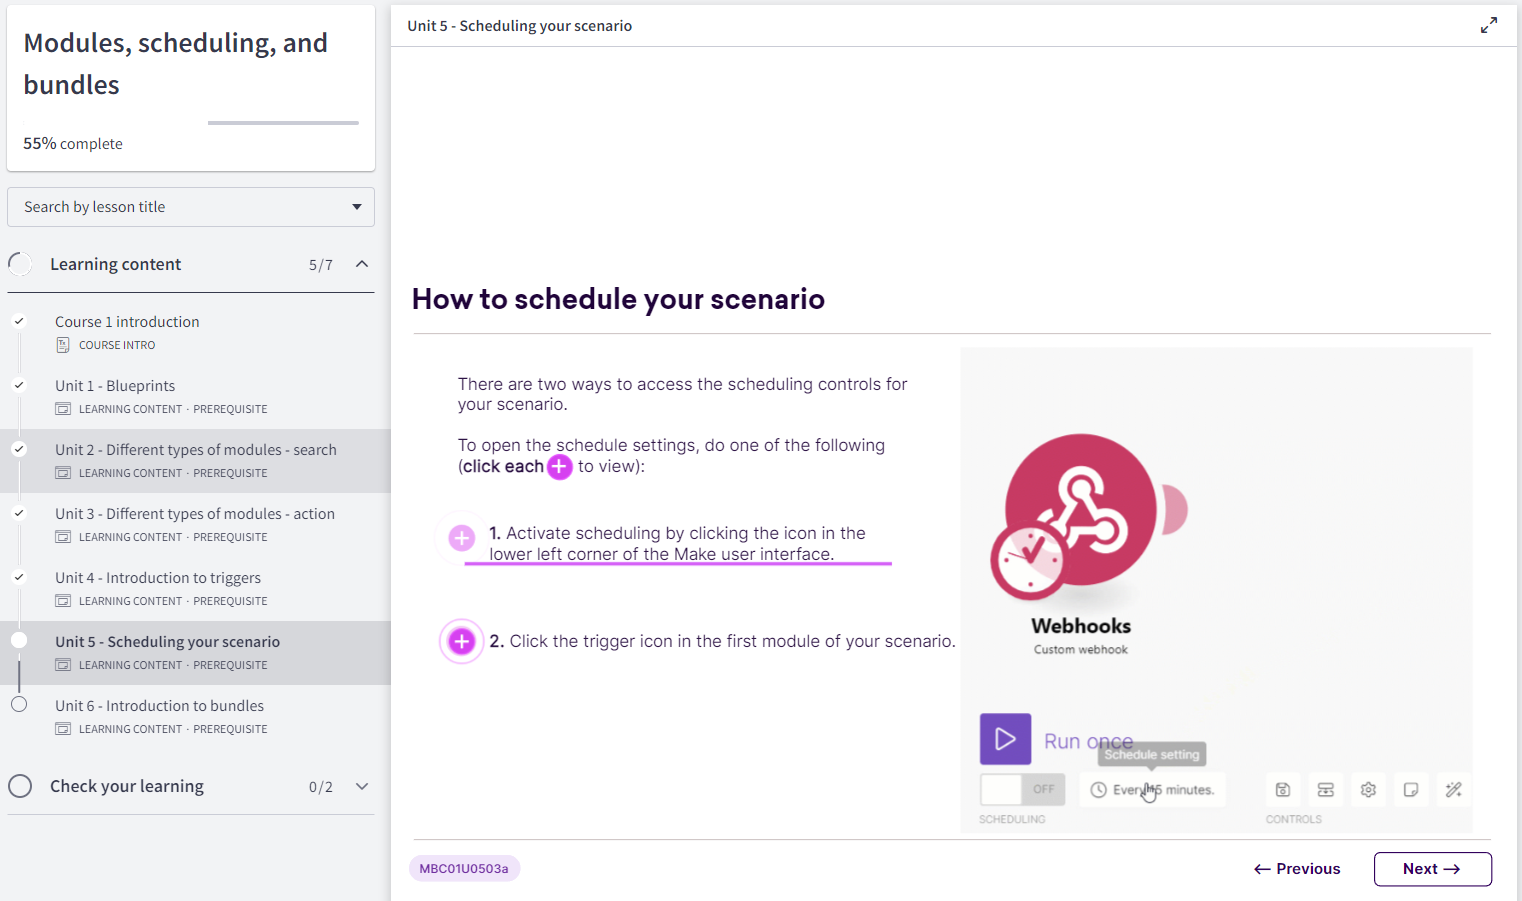 Modules, scheduling, and
bundles
55% complete
Search by lesson title
Learning content 5/7
Course 1 introduction
COURSE INTRO
Unit 1 - Blueprints
LEARNING CONTENT · PREREQUISITE
Unit 2 - Different types of modules - search
LEARNING CONTENT · PREREQUISITE
Unit 3 - Different types of modules - action
LEARNING CONTENT · PREREQUISITE
Unit 4 - Introduction to triggers
LEARNING CONTENT · PREREQUISITE
Unit 5 - Scheduling your scenario
LEARNING CONTENT · PREREQUISITE
Unit 6 - Introduction to bundles
LEARNING CONTENT · PREREQUISITE
Check your learning 0/2
Unit 5 - Scheduling your scenario
How to schedule your scenario
There are two ways to access the scheduling controls for
your scenario.
To open the schedule settings, do one of the following
(click each to view):
1. Activate scheduling by clicking the icon in the
lower left corner of the Make user interface.
2. Click the trigger icon in the first module of your scenario.
Webhooks
Custom webhook
Run once
Schedule setting
OFF
Every 15 minutes.
SCHEDULING
CONTROLS
MBC01U0503a
← Previous
Next →